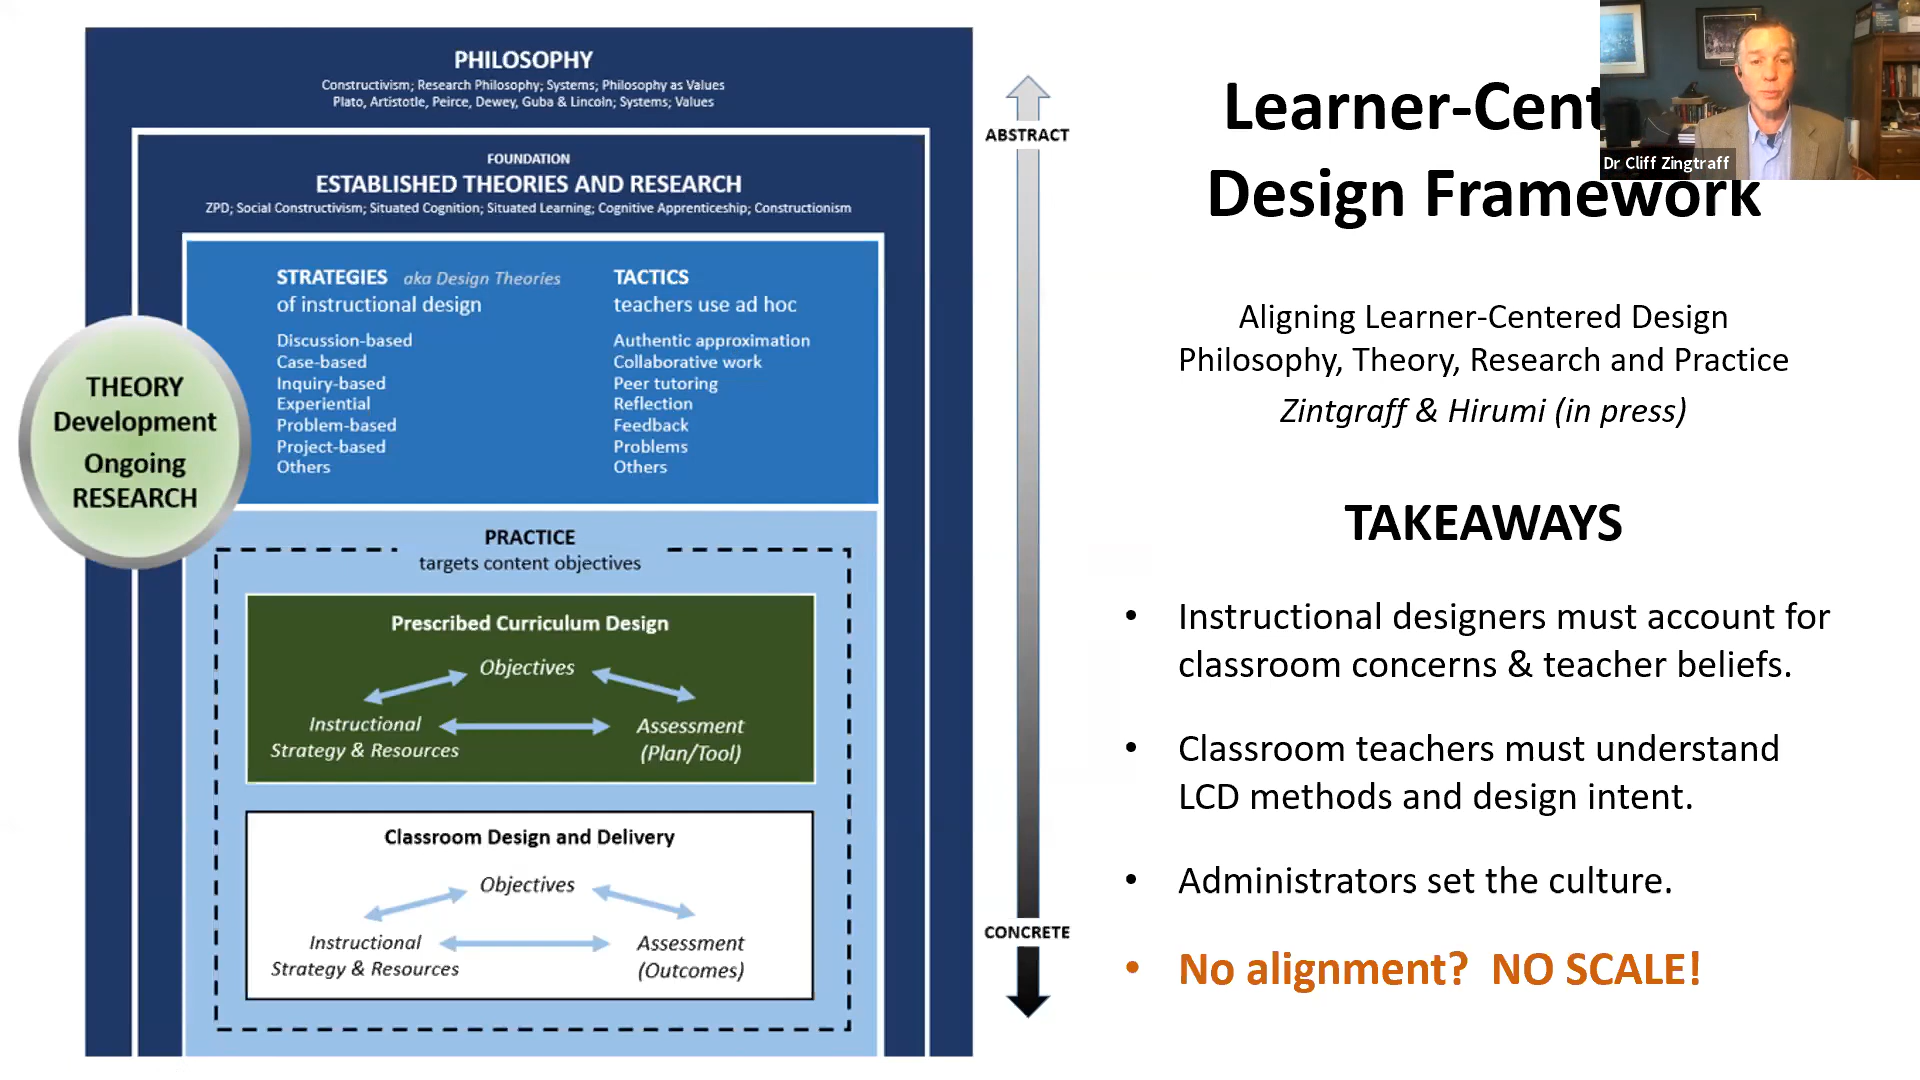 PHILOSOPHY
Constructivism; Research Philosophy; Systems; Philosophy as Values
Plato, Artistotle, Peirce, Dewey, Guba & Lincoln; Systems; Values
FOUNDATION
ESTABLISHED THEORIES AND RESEARCH
ZPD; Social Constructivism; Situated Cognition; Situated Learning; Cognitive Apprenticeship; Constructionism
STRATEGIES aka Design Theories
of instructional design
Discussion-based
Case-based
Inquiry-based
Experiential
Problem-based
Project-based
Others
TACTICS
teachers use ad hoc
Authentic approximation
Collaborative work
Peer tutoring
Reflection
Feedback
Problems
Others
THEORY
Development
Ongoing
RESEARCH
PRACTICE
targets content objectives
Prescribed Curriculum Design
Objectives
Instructional
Strategy & Resources
Assessment
(Plan/Tool)
Classroom Design and Delivery
Objectives
Instructional
Strategy & Resources
Assessment
(Outcomes)
ABSTRACT
CONCRETE
Learner-Cent
Design Framework
Dr Cliff Zingtraff
Aligning Learner-Centered Design
Philosophy, Theory, Research and Practice
Zintgraff & Hirumi (in press)
TAKEAWAYS
• Instructional designers must account for
classroom concerns & teacher beliefs.
• Classroom teachers must understand
LCD methods and design intent.
• Administrators set the culture.
• No alignment? NO SCALE!